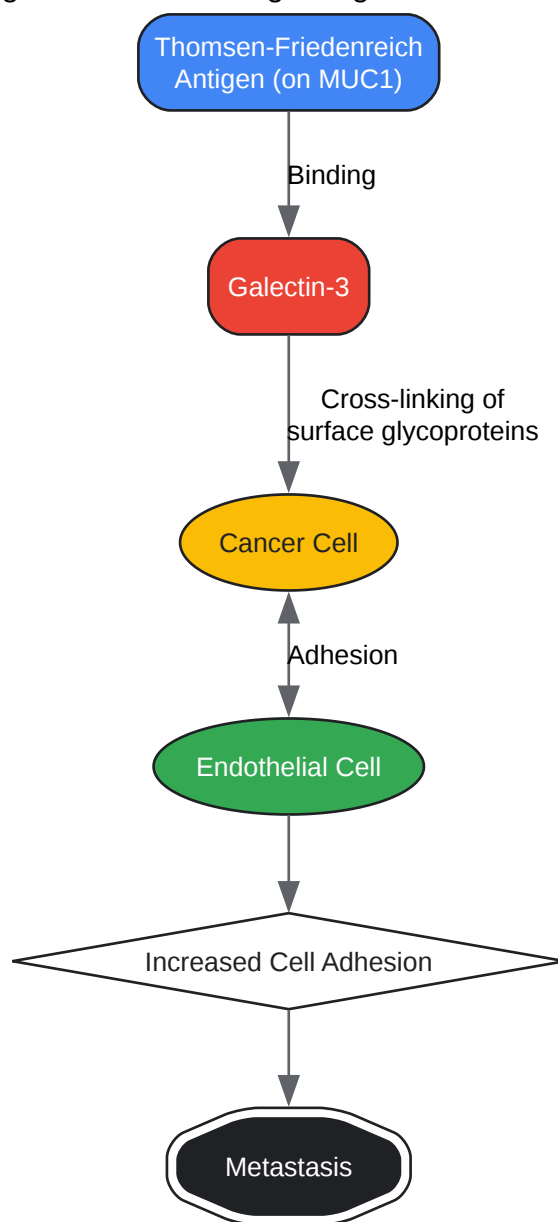 Thomsen-Friedenreich
Antigen (on MUC1)
Binding
Galectin-3
Cross-linking of
surface glycoproteins
Cancer Cell
Adhesion
Endothelial Cell
Increased Cell Adhesion
Metastasis